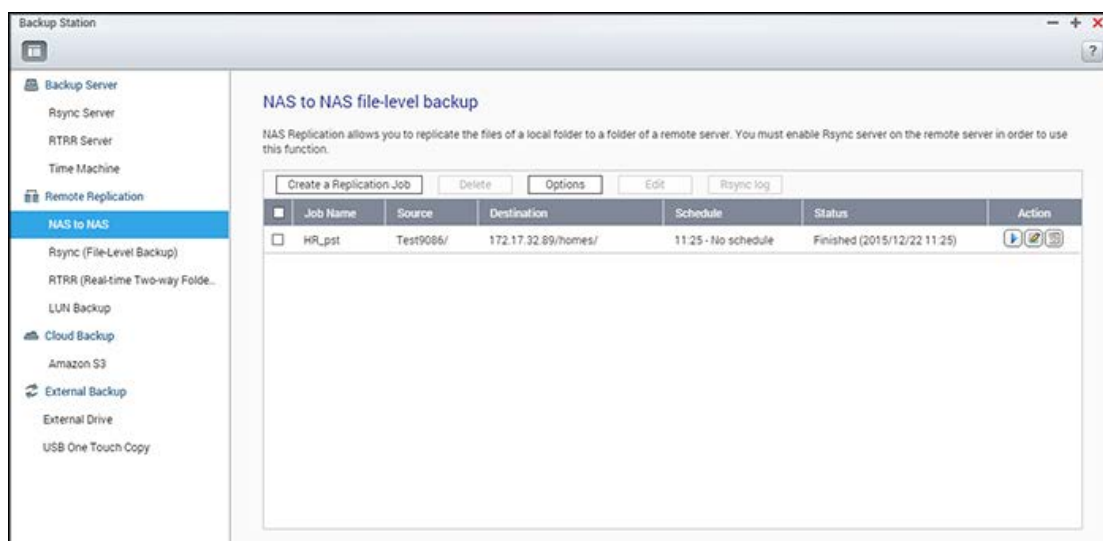 Backup Station
Backup Server
Rsync Server
RTRR Server
Time Machine
Remote Replication
NAS to NAS
Rsync (File-Level Backup)
RTRR (Real-time Two-way Folde..
LUN Backup
Cloud Backup
Amazon S3
External Backup
External Drive
USB One Touch Copy
?
NAS to NAS file-level backup
NAS Replication allows you to replicate the files of a local folder to a folder of a remote server. You must enable Rsync server on the remote server in order to use
this function.
Create a Replication Job Delete Options Edit Rsync log
Job Name Source Destination Schedule Status Action
HR_pst Test9086/ 172.17.32.89/homes/ 11:25 - No schedule Finished (2015/12/22 11:25)